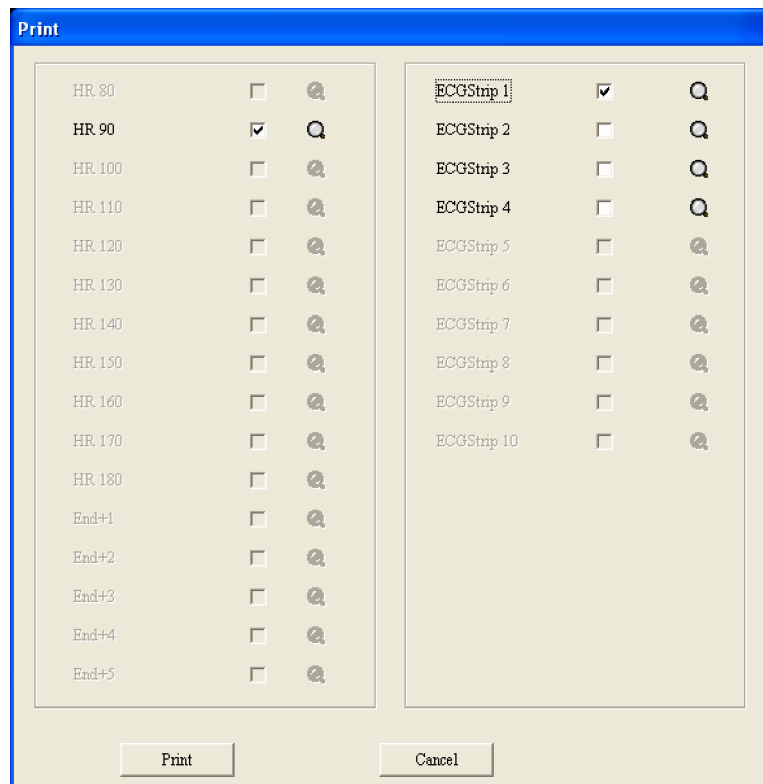 Print
HR 80
HR 90
HR 100
HR 110
HR 120
HR 130
HR 140
HR 150
HR 160
HR 170
HR 180
End+1
End+2
End+3
End+4
End+5
ECGStrip 1
ECGStrip 2
ECGStrip 3
ECGStrip 4
ECGStrip 5
ECGStrip 6
ECGStrip 7
ECGStrip 8
ECGStrip 9
ECGStrip 10
Print
Cancel